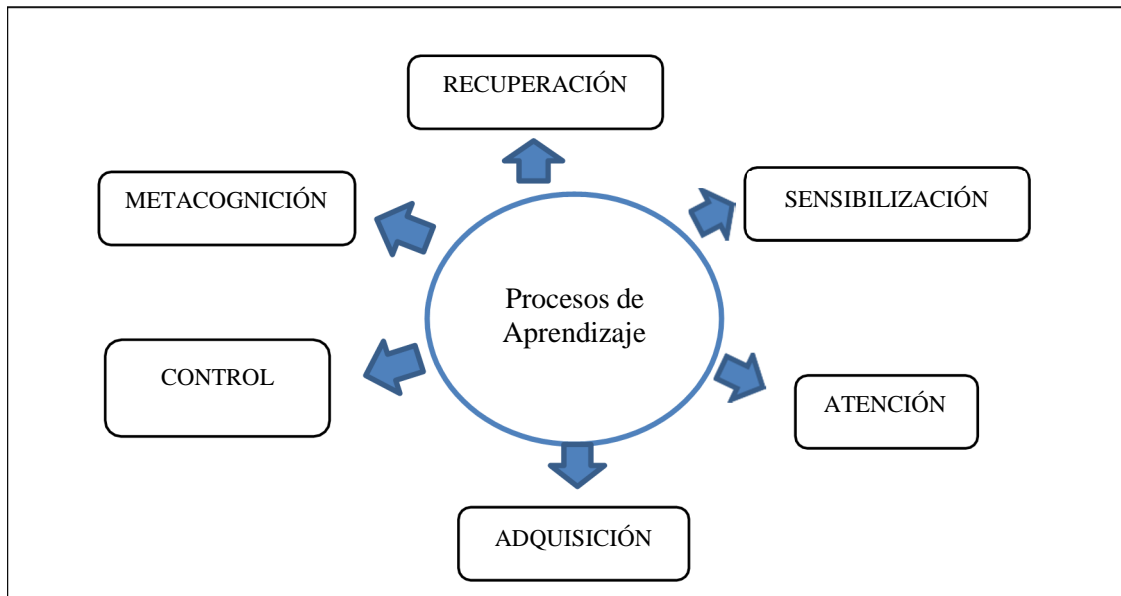 RECUPERACIÓN
METACOGNICIÓN
SENSIBILIZACIÓN
Procesos de
Aprendizaje
CONTROL
ATENCIÓN
ADQUISICIÓN